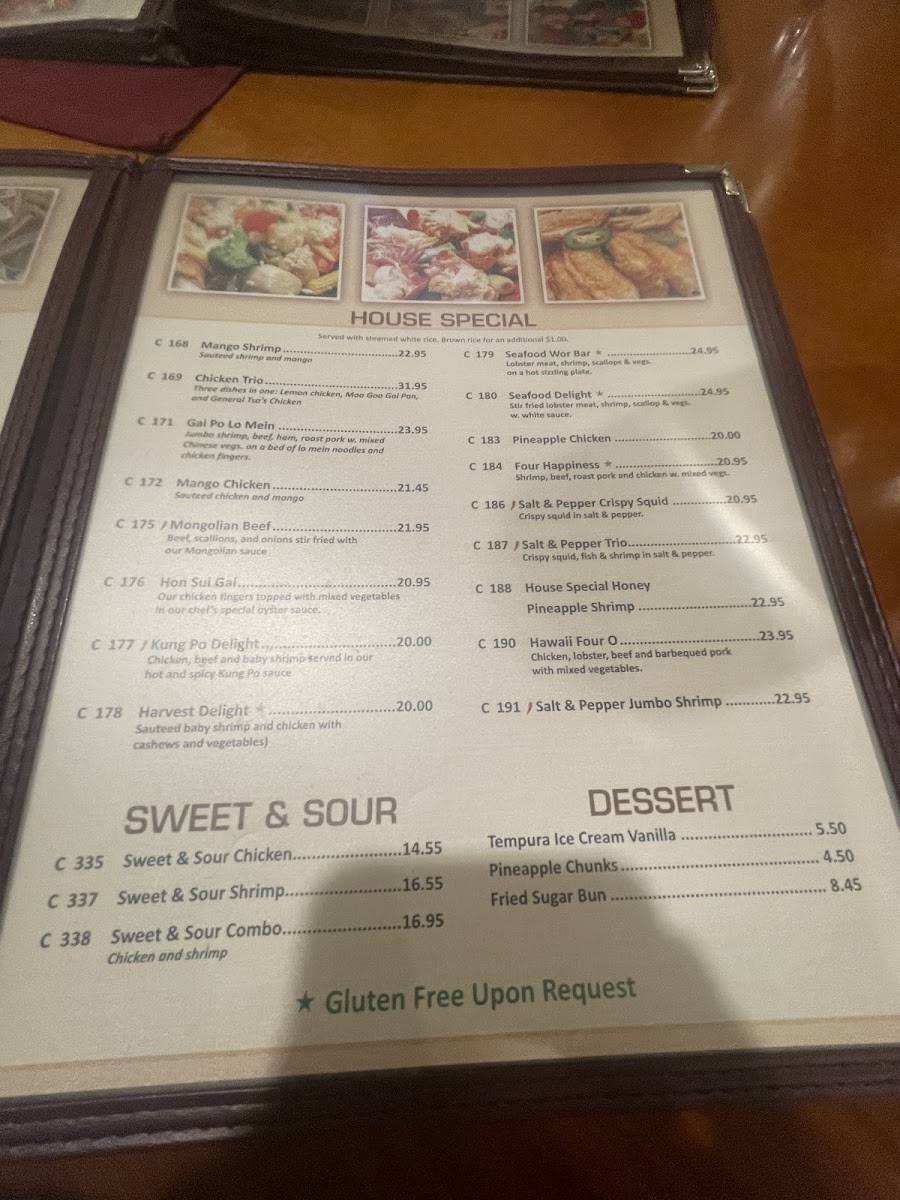 HOUSE SPECIAL
Served with steamed white rice. Brown rice for an additional $1.00.
C 168 Mango Shrimp 22.95
Sauteed shrimp and mango
C 169 Chicken Trio 31.95
Three dishes in one: Lemon chicken, Moo Goo Gai Pan,
and General Tso's Chicken
C 171 Gai Po Lo Mein 23.95
Jumbo shrimp, beef, ham, roast pork w. mixed
Chinese vegs. on a bed of lo mein noodles and
chicken fingers.
C 172 Mango Chicken 21.45
Sauteed chicken and mango
C 175 Mongolian Beef 21.95
Beef, scallions, and onions stir fried with
our Mongolian sauce
C 176 Hon Sui Gai 20.95
Our chicken fingers topped with mixed vegetables
in our chef's special oyster sauce.
C 177 Kung Po Delight 20.00
Chicken, beef and baby shrimp served in our
hot and spicy Kung Po sauce
C 178 Harvest Delight ★ 20.00
Sauteed baby shrimp and chicken with
cashews and vegetables)
C 179 Seafood Wor Bar ★ 24.95
Lobster meat, shrimp, scallops & vegs.
on a hot sizzling plate.
C 180 Seafood Delight ★ 24.95
Stir fried lobster meat, shrimp, scallop & vegs.
w. white sauce.
C 183 Pineapple Chicken 20.00
C 184 Four Happiness ★ 20.95
Shrimp, beef, roast pork and chicken w. mixed vegs.
C 186 Salt & Pepper Crispy Squid 20.95
Crispy squid in salt & pepper.
C 187 Salt & Pepper Trio 22.95
Crispy squid, fish & shrimp in salt & pepper.
C 188 House Special Honey
Pineapple Shrimp 22.95
C 190 Hawaii Four O 23.95
Chicken, lobster, beef and barbequed pork
with mixed vegetables.
C 191 Salt & Pepper Jumbo Shrimp 22.95
SWEET & SOUR
C 335 Sweet & Sour Chicken 14.55
C 337 Sweet & Sour Shrimp 16.55
C 338 Sweet & Sour Combo 16.95
Chicken and shrimp
DESSERT
Tempura Ice Cream Vanilla 5.50
Pineapple Chunks 4.50
Fried Sugar Bun 8.45
★ Gluten Free Upon Request